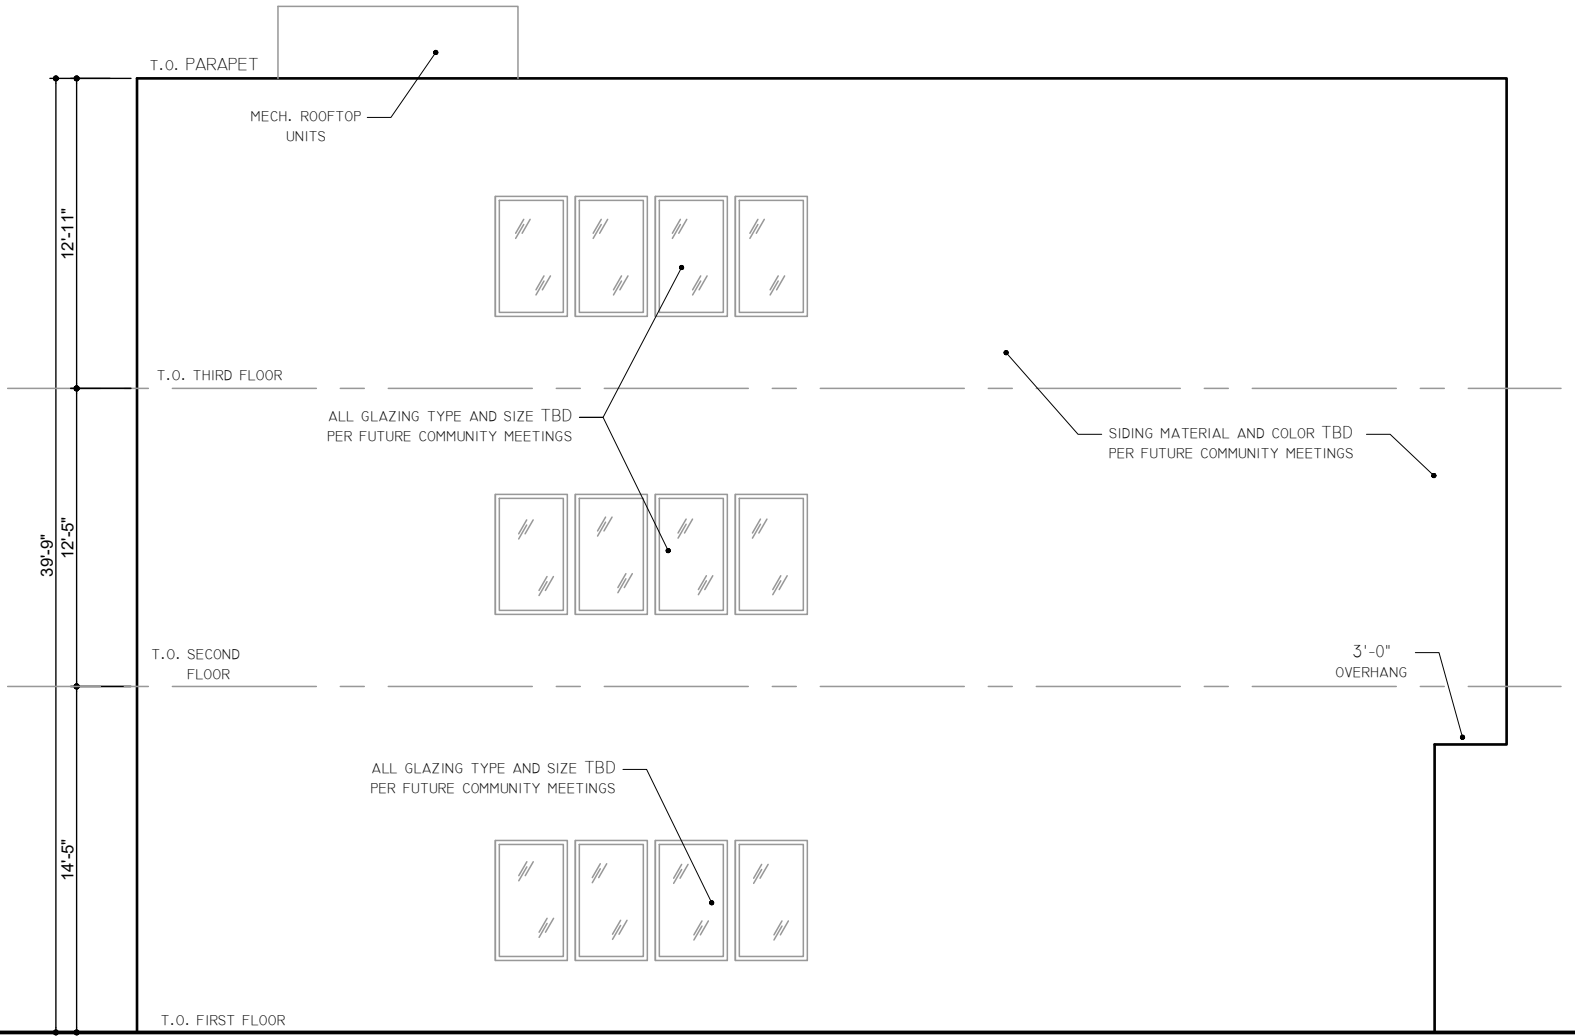 T.O. PARAPET
MECH. ROOFTOP
UNITS
12'-11"
T.O. THIRD FLOOR
ALL GLAZING TYPE AND SIZE TBD
PER FUTURE COMMUNITY MEETINGS
SIDING MATERIAL AND COLOR TBD
PER FUTURE COMMUNITY MEETINGS
39'-9"
12'-5"
T.O. SECOND
FLOOR
3'-0"
OVERHANG
ALL GLAZING TYPE AND SIZE TBD
PER FUTURE COMMUNITY MEETINGS
14'-5"
T.O. FIRST FLOOR